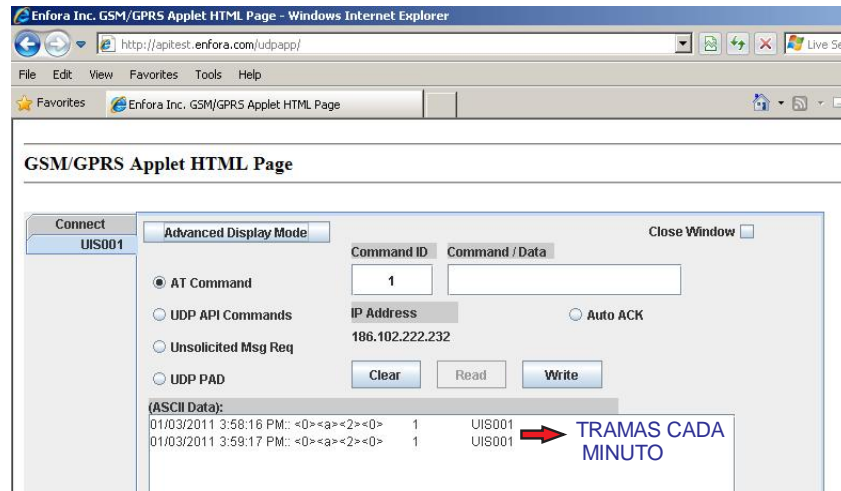 Enfora Inc. GSM/GPRS Applet HTML Page - Windows Internet Explorer
http://apitest.enfora.com/udpapp/
Live Se
File Edit View Favorites Tools Help
Favorites Enfora Inc. GSM/GPRS Applet HTML Page
GSM/GPRS Applet HTML Page
Connect
UIS001
Advanced Display Mode
Close Window
Command ID Command / Data
AT Command
1
UDP API Commands
IP Address
Auto ACK
186.102.222.232
Unsolicited Msg Req
UDP PAD
Clear Read Write
(ASCII Data):
01/03/2011 3:58:16 PM:: <0><a><2><0> 1 UIS001
01/03/2011 3:59:17 PM:: <0><a><2><0> 1 UIS001
TRAMAS CADA
MINUTO